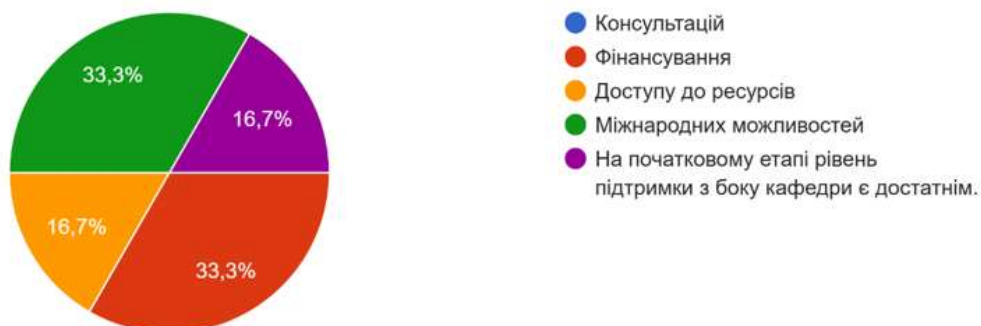 33,3%
16,7%
16,7%
33,3%
Консультацій
Фінансування
Доступу до ресурсів
Міжнародних можливостей
На початковому етапі рівень
підтримки з боку кафедри є достатнім.